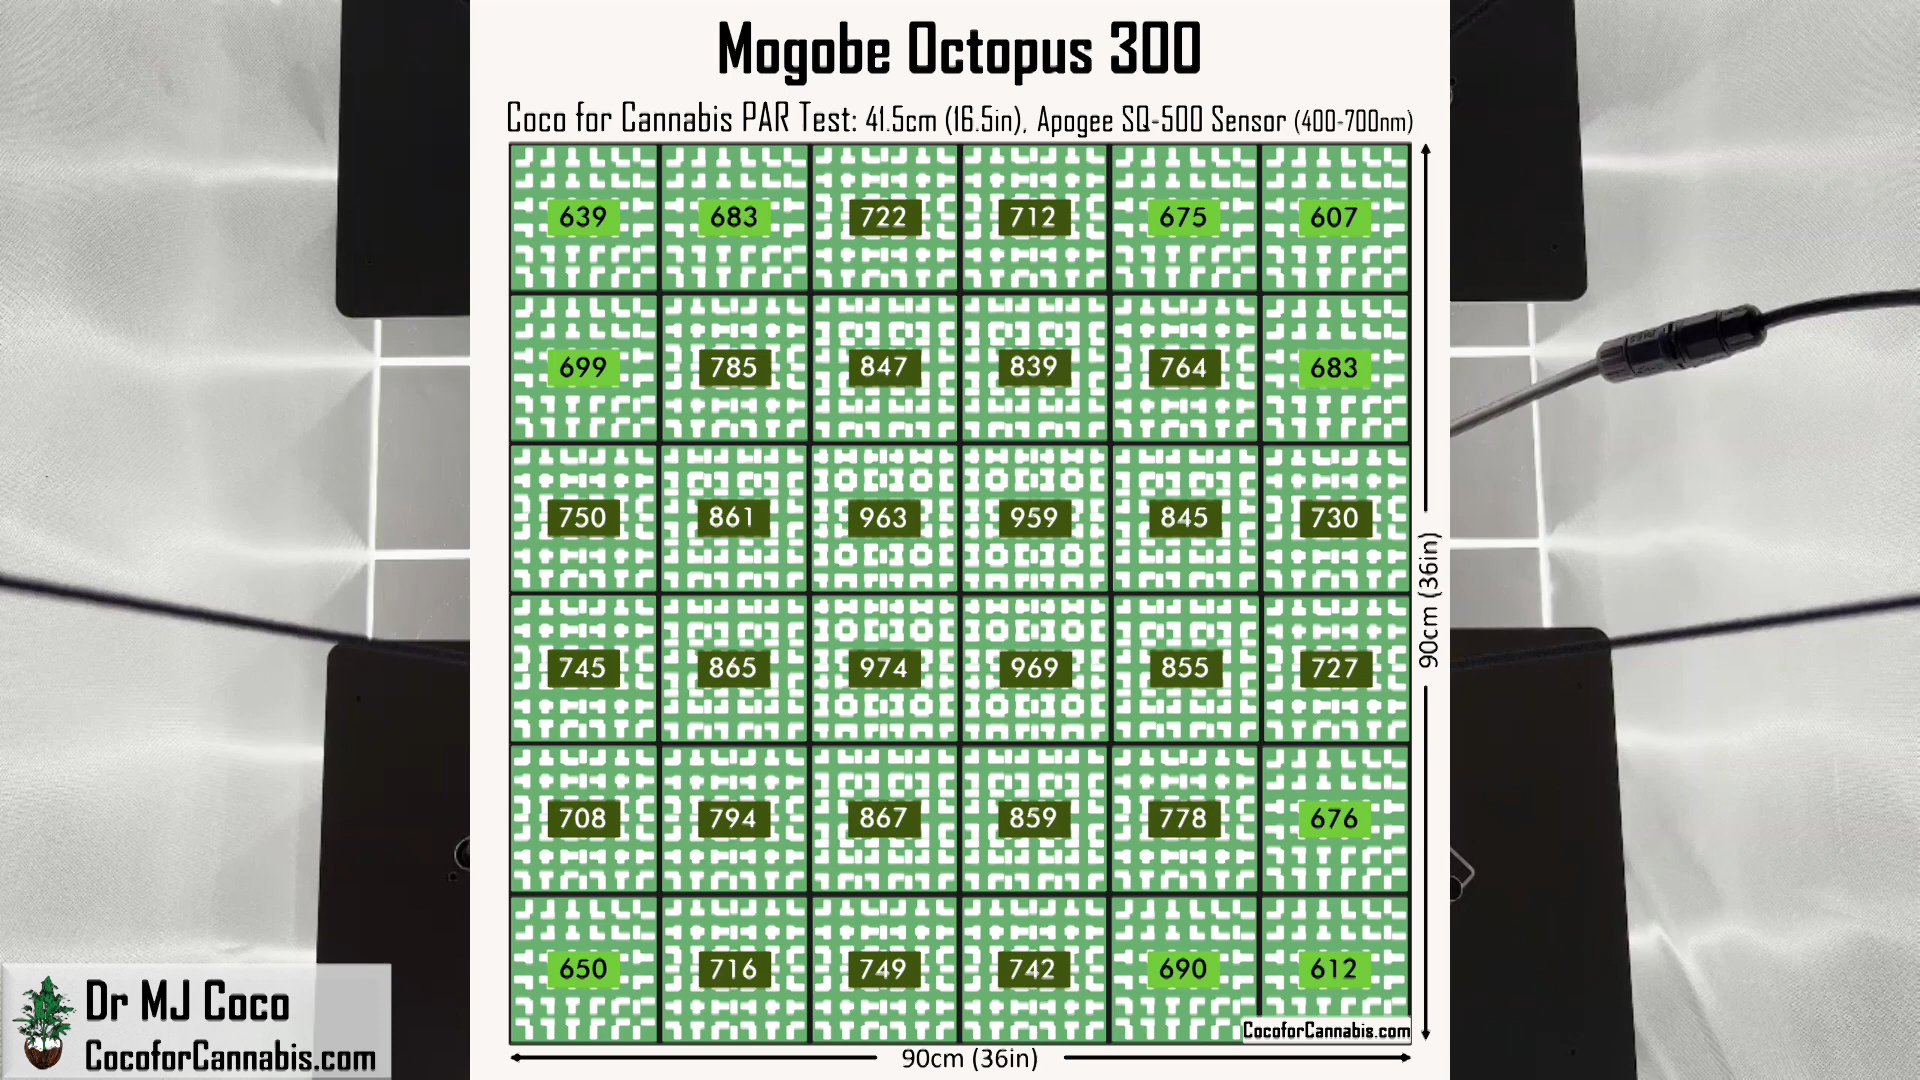 Mogobe Octopus 300
Coco for Cannabis PAR Test: 41.5cm (16.5in), Apogee SQ-500 Sensor (400-700nm)
639 683 722 712 675 607
699 785 847 839 764 683
750 861 963 959 845 730
745 865 974 969 855 727
708 794 867 859 778 676
650 716 749 742 690 612
90cm (36in)
CocoforCannabis.com
90cm (36in)
Dr MJ Coco
CocoforCannabis.com